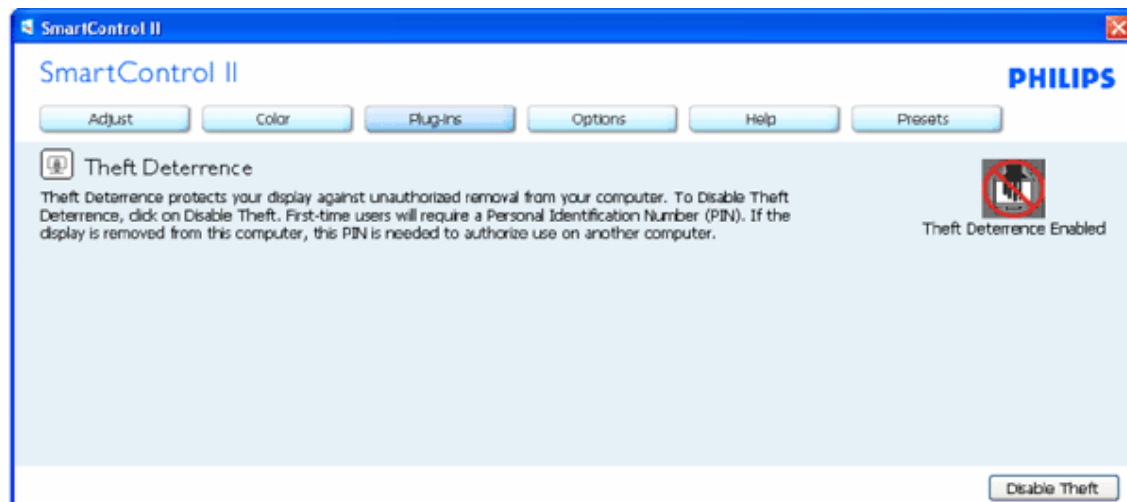 SmartControl II
SmartControl II
PHILIPS
Adjust
Color
Plug-ins
Options
Help
Presets
Theft Deterrence
Theft Deterrence protects your display against unauthorized removal from your computer. To Disable Theft
Deterrence, click on Disable Theft. First-time users will require a Personal Identification Number (PIN). If the
display is removed from this computer, this PIN is needed to authorize use on another computer.
Theft Deterrence Enabled
Disable Theft